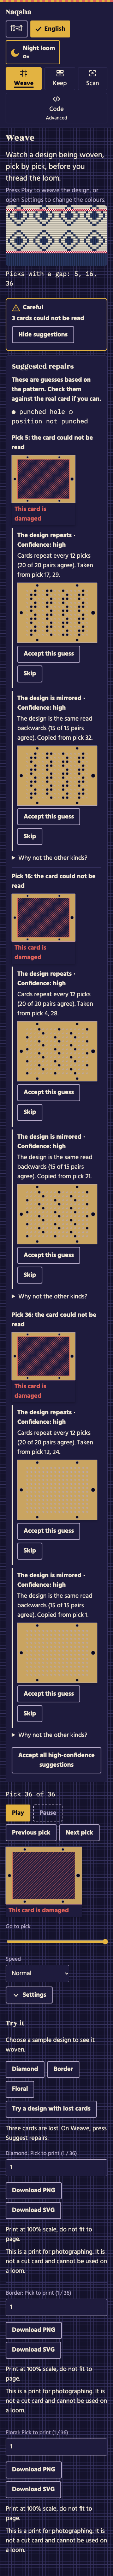 Naqsha
हिन्दी
English
Night loom
On
Weave
Keep
Scan
Code
Advanced
Weave
Watch a design being woven,
pick by pick, before you
thread the loom.
Press Play to weave the design, or
open Settings to change it.
Picks with a gap: 5, 16,
36
Careful
3 cards could not be read
Hide suggestions
Suggested repairs
These are guesses based on
the pattern. Check them
against the real card if you can.
● punched hole ○
position not punched
Pick 5: the card could not be
read
This card is
damaged
The design repeats ·
Confidence: high
Cards repeat every 12 picks
(20 of 20 pairs agree). Taken
from pick 17, 29.
Accept this guess
Skip
The design is mirrored ·
Confidence: high
The design is the same read
backwards (15 of 15 pairs
agree). Copied from pick 32.
Accept this guess
Skip
Why not the other kinds?
Pick 16: the card could not be
read
This card is
damaged
The design repeats ·
Confidence: high
Cards repeat every 12 picks
(20 of 20 pairs agree). Taken
from pick 4, 28.
Accept this guess
Skip
The design is mirrored ·
Confidence: high
The design is the same read
backwards (15 of 15 pairs
agree). Copied from pick 21.
Accept this guess
Skip
Why not the other kinds?
Pick 36: the card could not be
read
This card is
damaged
The design repeats ·
Confidence: high
Cards repeat every 12 picks
(20 of 20 pairs agree). Taken
from pick 12, 24.
Accept this guess
Skip
The design is mirrored ·
Confidence: high
The design is the same read
backwards (15 of 15 pairs
agree). Copied from pick 1.
Accept this guess
Skip
Why not the other kinds?
Accept all high-confidence
suggestions
Pick 36 of 36
Play
Pause
Previous pick
Next pick
This card is damaged
Go to pick
Speed
Normal
Settings
Try it
Choose a sample design to see it
woven.
Diamond
Border
Floral
Try a design with lost cards
Three cards are lost. On Weave, press
Suggest repairs.
Diamond: Pick to print (1 / 36)
1
Download PNG
Download SVG
Print at 100% scale, do not fit to
page.
This is a print for photographing. It is
not a cut card and cannot be used on
a loom.
Border: Pick to print (1 / 36)
1
Download PNG
Download SVG
Print at 100% scale, do not fit to
page.
This is a print for photographing. It is
not a cut card and cannot be used on
a loom.
Floral: Pick to print (1 / 36)
1
Download PNG
Download SVG
Print at 100% scale, do not fit to
page.
This is a print for photographing. It is
not a cut card and cannot be used on
a loom.